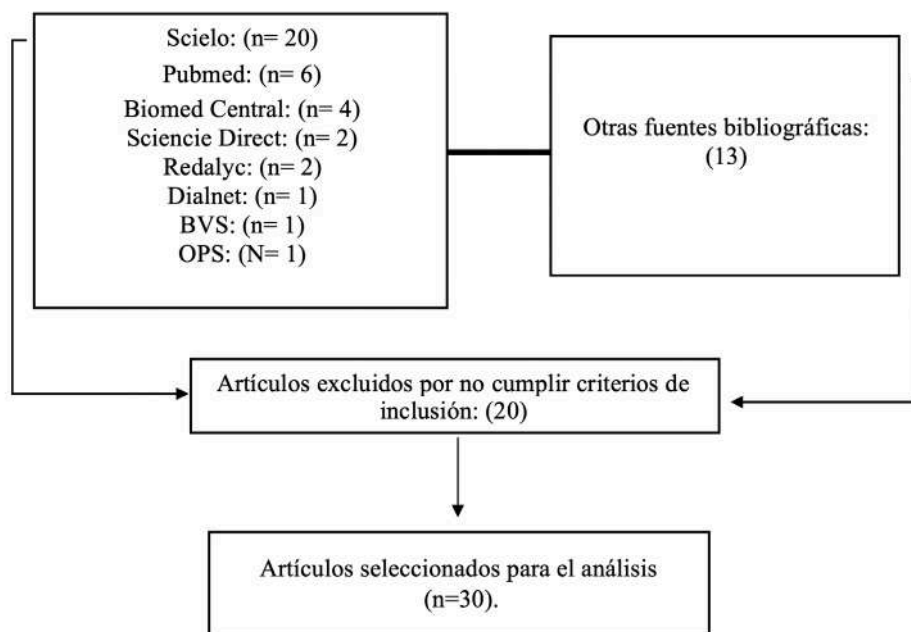 Scielo: (n= 20)
Pubmed: (n= 6)
Biomed Central: (n= 4)
Sciencie Direct: (n= 2)
Redalyc: (n= 2)
Dialnet: (n= 1)
BVS: (n= 1)
OPS: (N= 1)
Otras fuentes bibliográficas:
(13)
Artículos excluidos por no cumplir criterios de
inclusión: (20)
Artículos seleccionados para el análisis
(n=30).